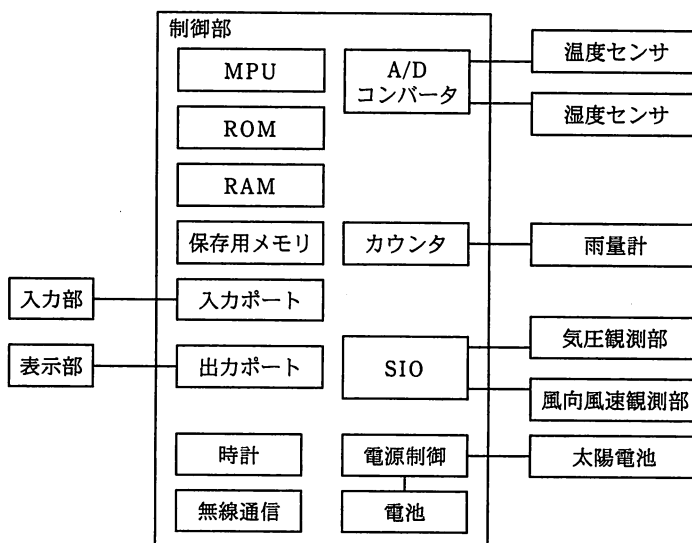 制御部
MPU
ROM
RAM
保存用メモリ
入力ポート
出力ポート
時計
無線通信
A/D
コンバータ
カウンタ
SIO
電源制御
電池
入力部
表示部
温度センサ
湿度センサ
雨量計
気圧観測部
風向風速観測部
太陽電池